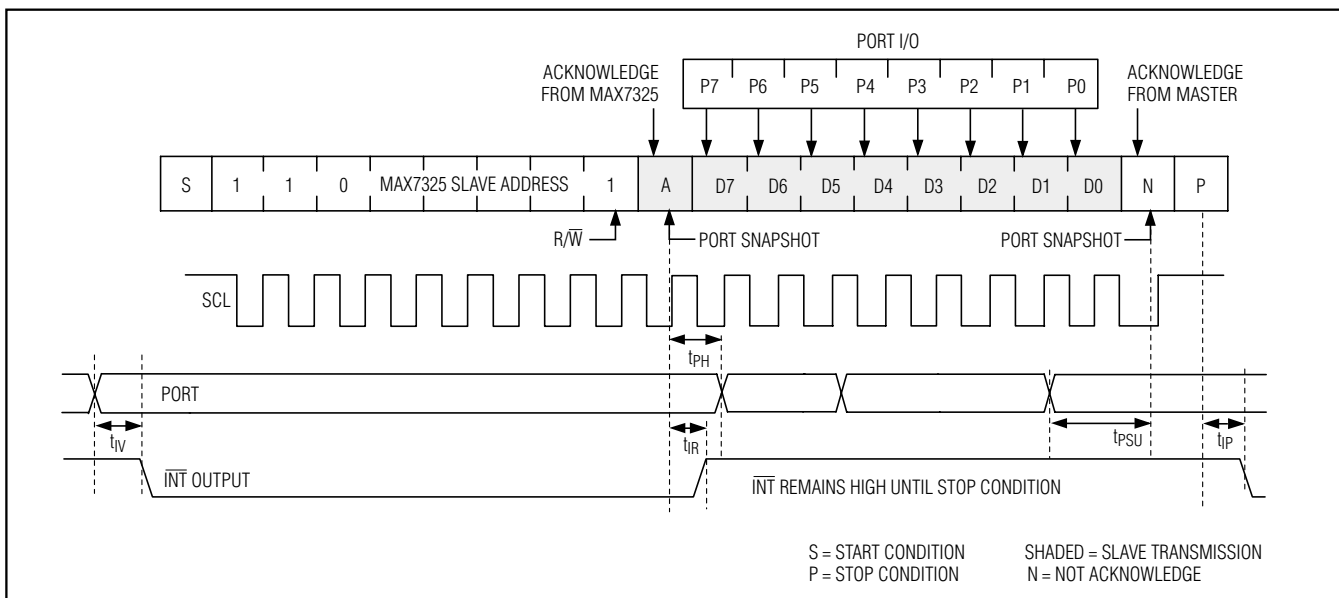 PORT I/O
ACKNOWLEDGE
FROM MAX7325
P7 P6 P5 P4 P3 P2 P1 P0
ACKNOWLEDGE
FROM MASTER
S 1 1 0 MAX7325 SLAVE ADDRESS 1 A D7 D6 D5 D4 D3 D2 D1 D0 N P
R/W̅ PORT SNAPSHOT PORT SNAPSHOT
SCL
tPH
PORT
tIV tIR tPSU tIP
I̅N̅T̅ OUTPUT I̅N̅T̅ REMAINS HIGH UNTIL STOP CONDITION
S = START CONDITION SHADED = SLAVE TRANSMISSION
P = STOP CONDITION N = NOT ACKNOWLEDGE